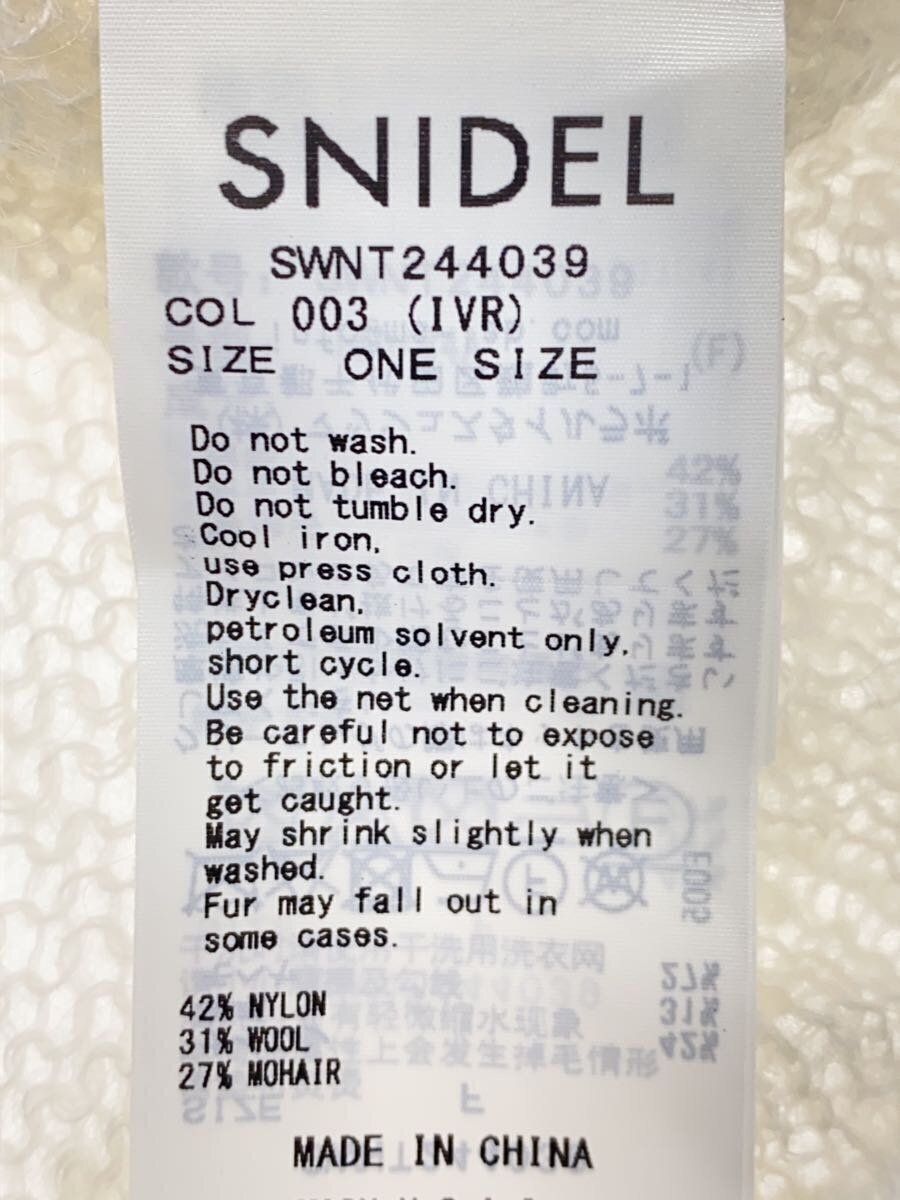 SNIDEL
SWNT244039
COL 003 (IVR)
SIZE ONE SIZE
Do not wash.
Do not bleach.
Do not tumble dry.
Cool iron,
use press cloth.
Dryclean,
petroleum solvent only,
short cycle.
Use the net when cleaning.
Be careful not to expose
to friction or let it
get caught.
May shrink slightly when
washed.
Fur may fall out in
some cases.
42% NYLON
31% WOOL
27% MOHAIR
MADE IN CHINA